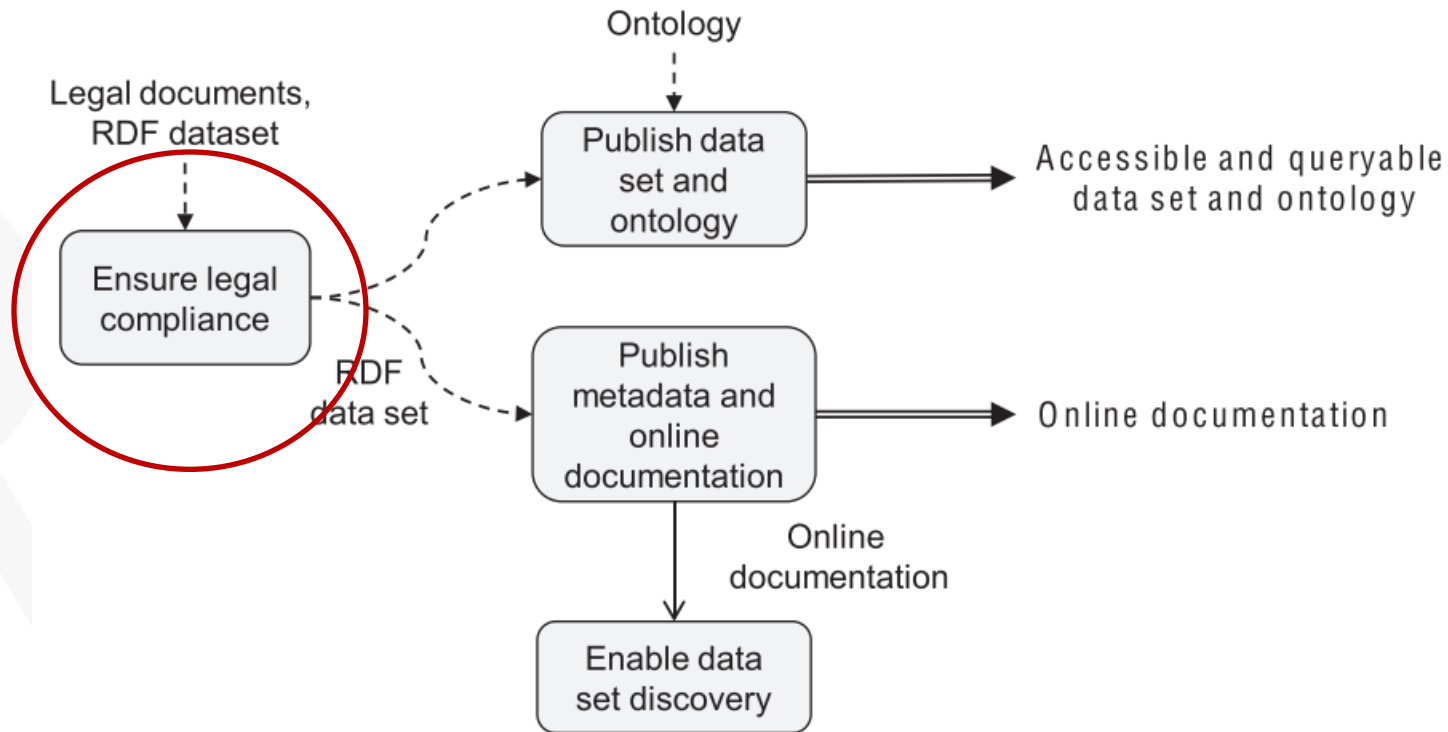 Ontology
Legal documents,
RDF dataset
Publish data
set and
ontology
Accessible and queryable
data set and ontology
Ensure legal
compliance
RDF
data set
Publish
metadata and
online
documentation
Online documentation
Online
documentation
Enable data
set discovery